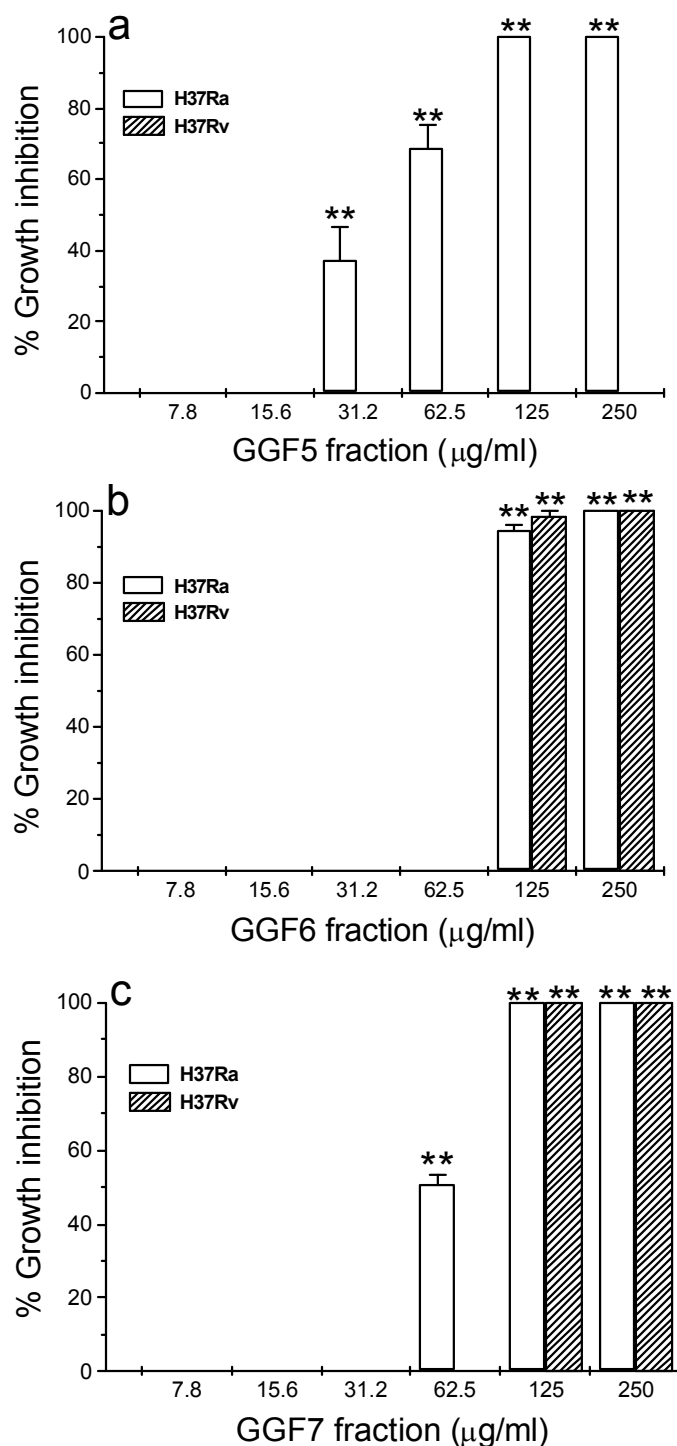 a
** **
100
H37Ra
H37Rv
80
**
60
**
40
20
0
% Growth inhibition
7.8 15.6 31.2 62.5 125 250
GGF5 fraction (μg/ml)
b
** ** ** **
100
H37Ra
H37Rv
80
60
40
20
0
% Growth inhibition
7.8 15.6 31.2 62.5 125 250
GGF6 fraction (μg/ml)
c
** ** ** **
100
H37Ra
H37Rv
80
60
**
40
20
0
% Growth inhibition
7.8 15.6 31.2 62.5 125 250
GGF7 fraction (μg/ml)